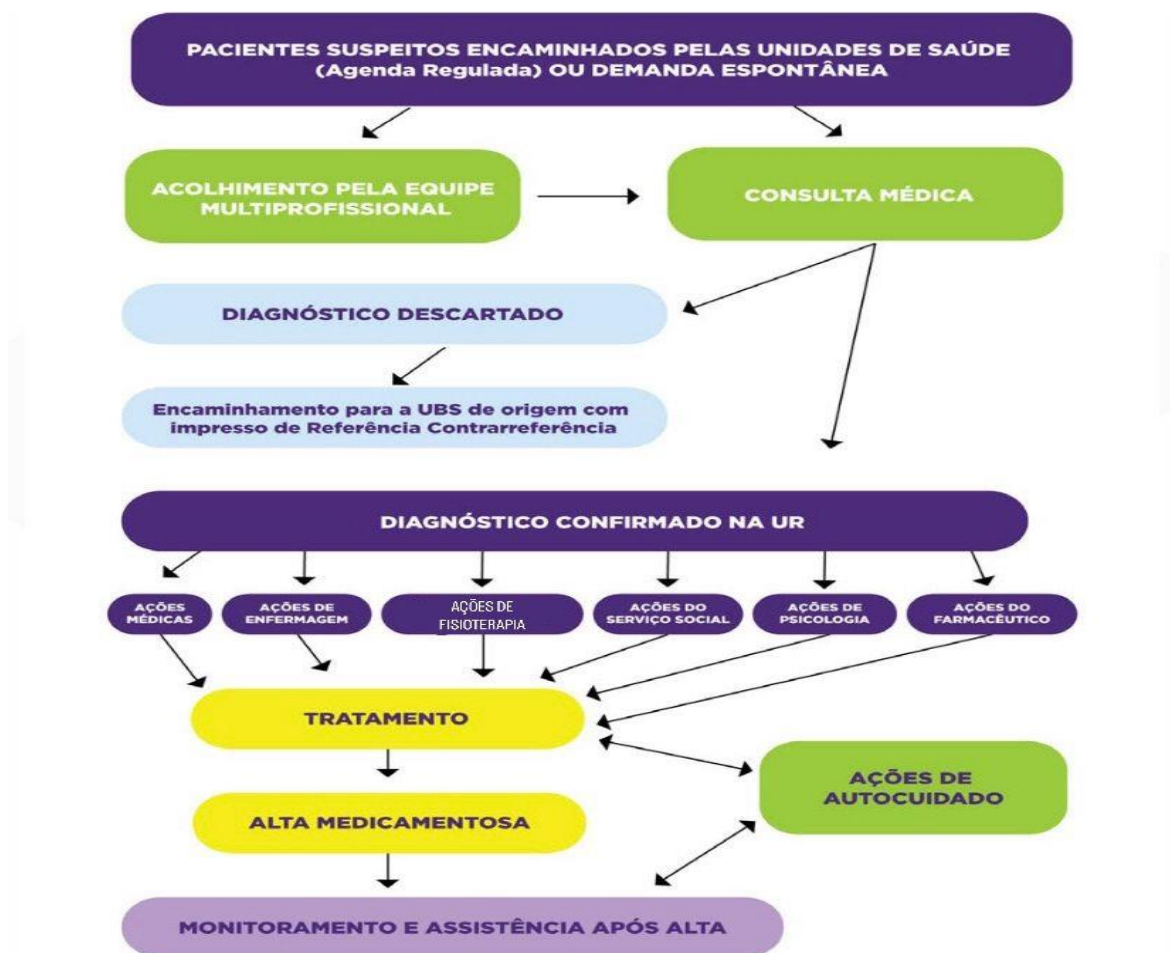 PACIENTES SUSPEITOS ENCAMINHADOS PELAS UNIDADES DE SAÚDE
(Agenda Regulada) OU DEMANDA ESPONTÂNEA
ACOLHIMENTO PELA EQUIPE
MULTIPROFISSIONAL
CONSULTA MÉDICA
DIAGNÓSTICO DESCARTADO
Encaminhamento para a UBS de origem com
impresso de Referência Contrarreferência
DIAGNÓSTICO CONFIRMADO NA UR
AÇÕES
MÉDICAS
AÇÕES DE
ENFERMAGEM
AÇÕES DE
FISIOTERAPIA
AÇÕES DO
SERVIÇO SOCIAL
AÇÕES DE
PSICOLOGIA
AÇÕES DO
FARMACÊUTICO
TRATAMENTO
AÇÕES DE
AUTOCUIDADO
ALTA MEDICAMENTOSA
MONITORAMENTO E ASSISTÊNCIA APÓS ALTA